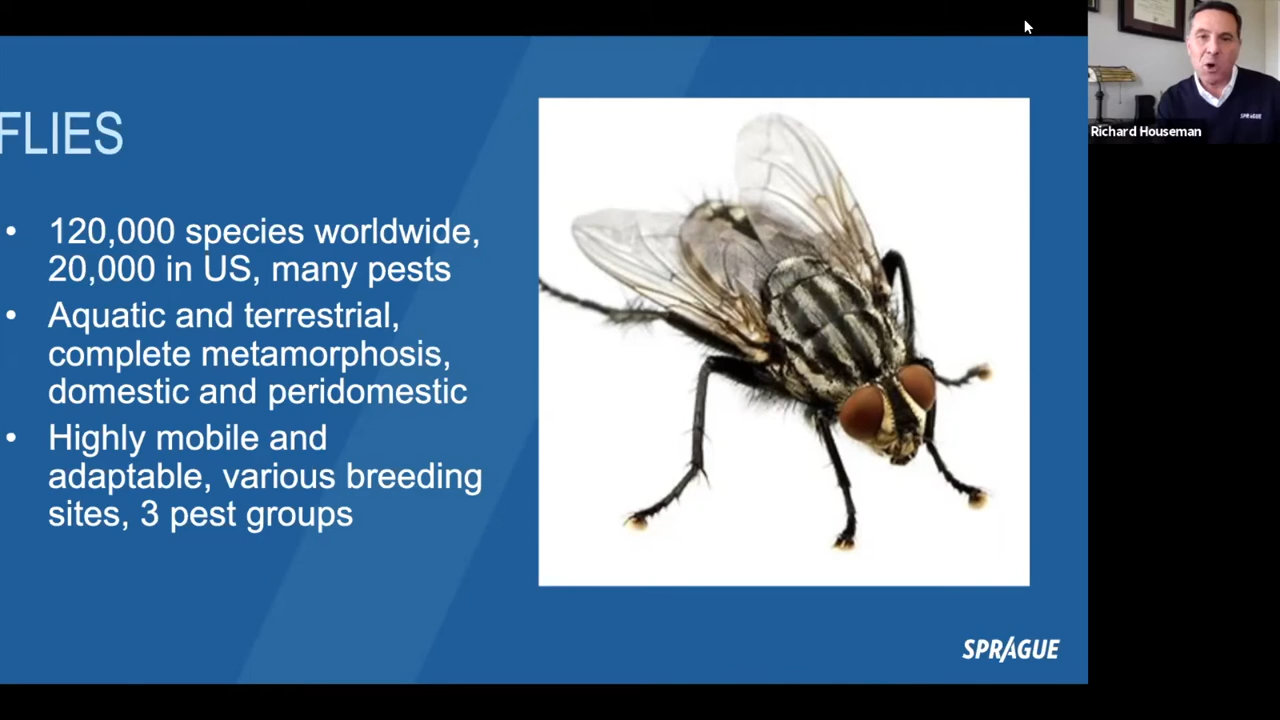 FLIES
• 120,000 species worldwide,
20,000 in US, many pests
• Aquatic and terrestrial,
complete metamorphosis,
domestic and peridomestic
• Highly mobile and
adaptable, various breeding
sites, 3 pest groups
SPRAGUE
SPRAGUE
Richard Houseman